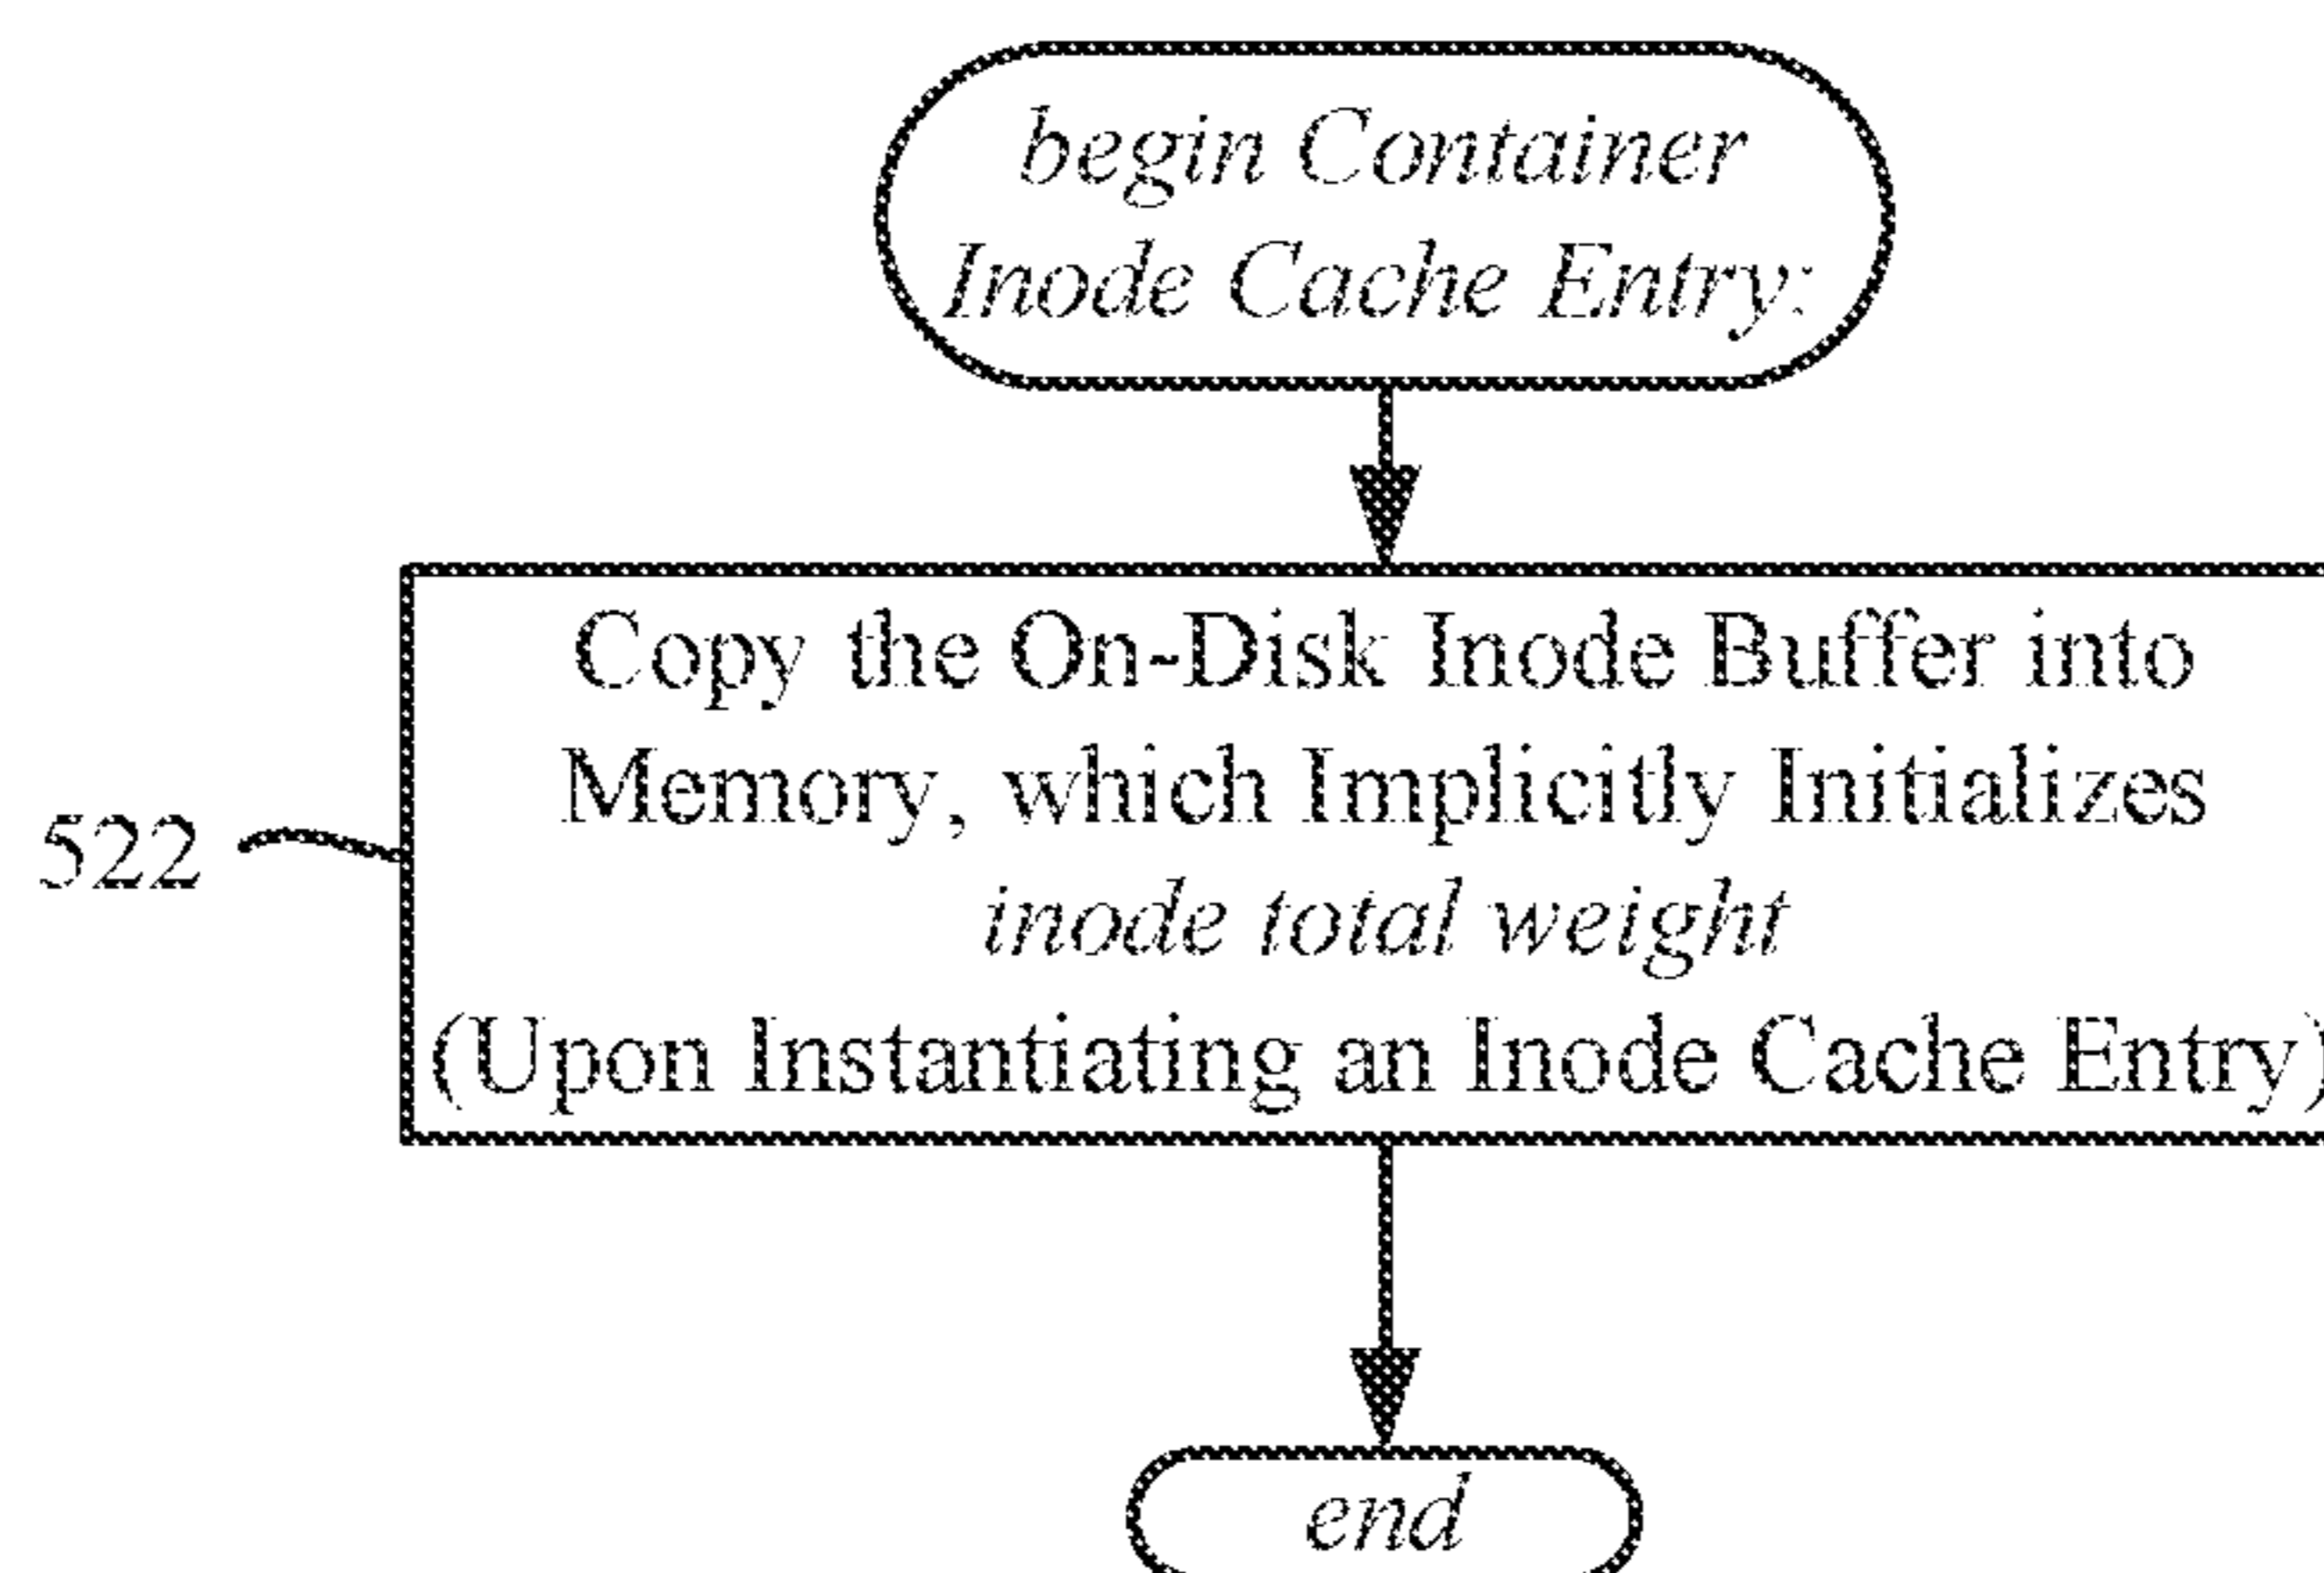 begin Container
Inode Cache Entry:
Copy the On-Disk Inode Buffer into
Memory, which Implicitly Initializes
522
inode total weight
(Upon Instantiating an Inode Cache Entry)
end